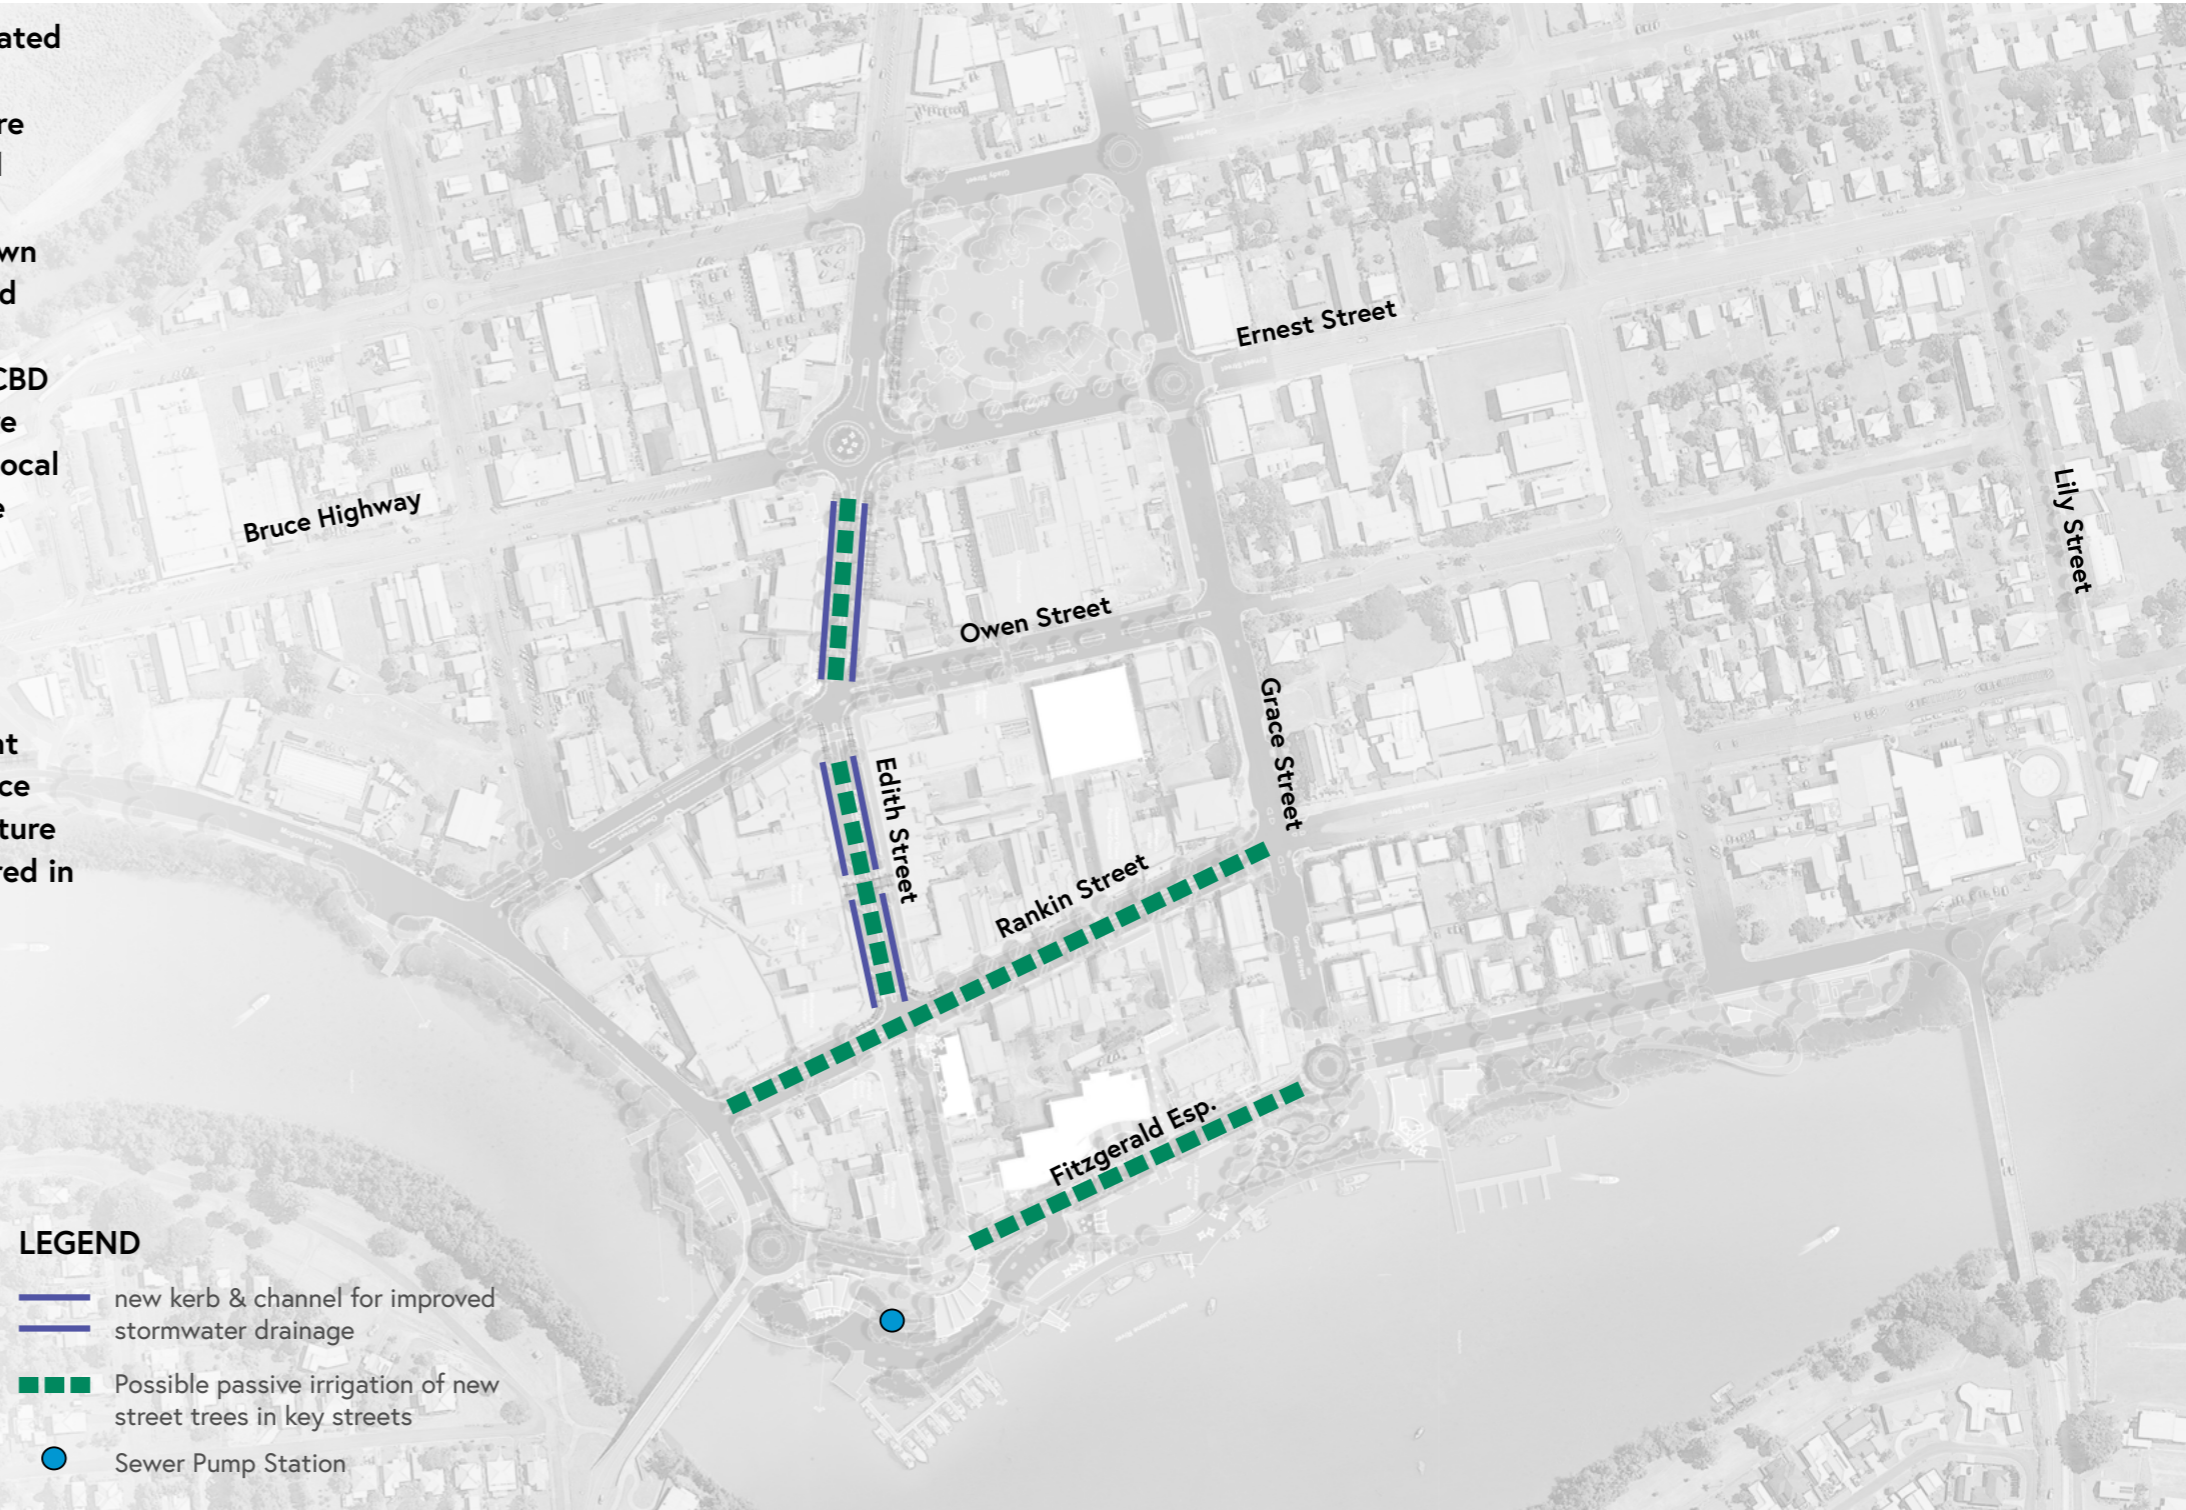 ated
re
l
wn
d
CBD
e
ocal
e
nt
ce
ture
red in
Ernest Street
Bruce Highway
Lily Street
Owen Street
Grace Street
Edith Street
Rankin Street
Fitzgerald Esp.
LEGEND
new kerb & channel for improved
stormwater drainage
Possible passive irrigation of new
street trees in key streets
Sewer Pump Station